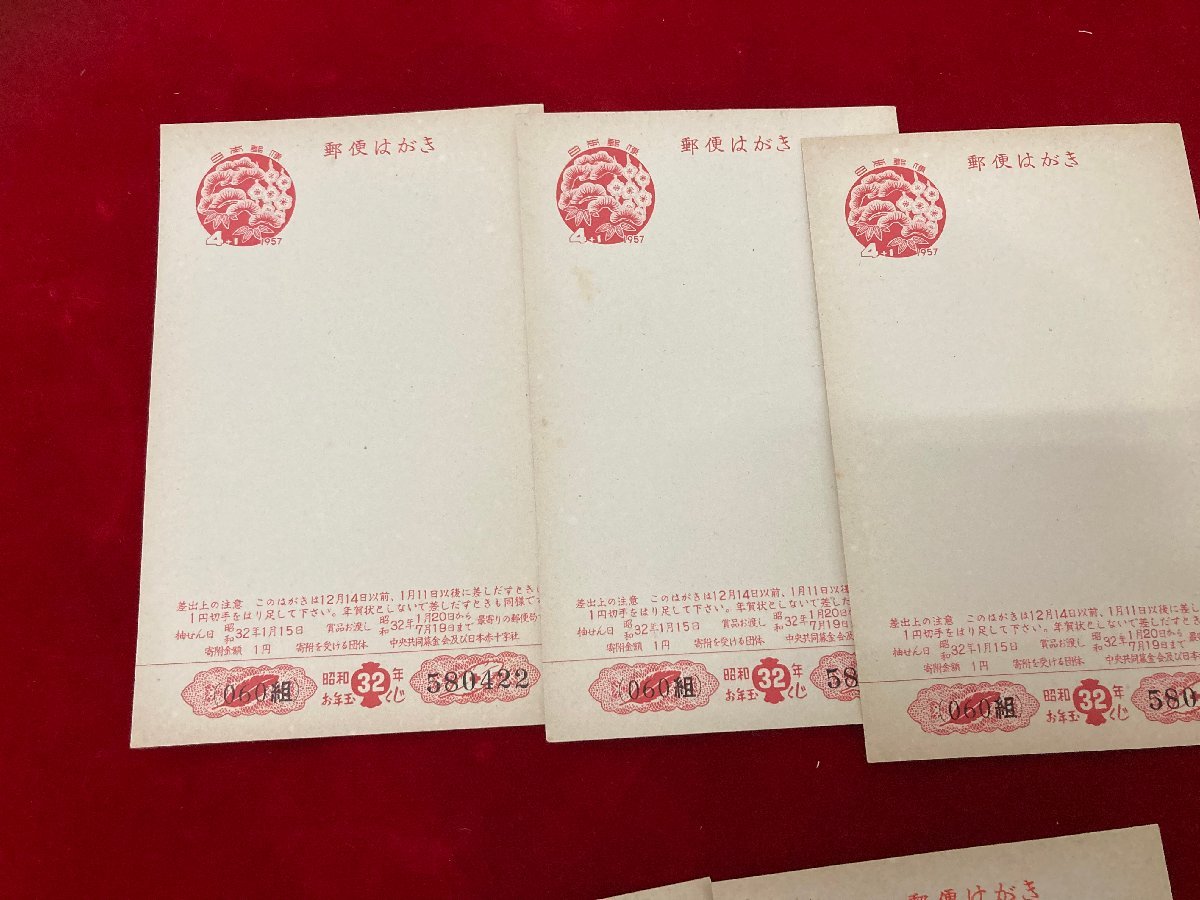 日本郵便
郵便はがき
4+1 1957
差出上の注意 このはがきは12月14日以前、1月11日以後に差しだすときは
1円切手をはり足して下さい。年賀状としないで差しだすときも同様です
抽せん日 昭和32年1月15日 賞品お渡し 昭和32年1月20日から7月19日まで 最寄りの郵便局
寄附金額 1円 寄附を受ける団体 中央共同募金会及び日本赤十字社
060組
昭和32年
お年玉くじ
580422
日本郵便
郵便はがき
4+1 1957
差出上の注意 このはがきは12月14日以前、1月11日以後に差し
1円切手をはり足して下さい。年賀状としないで差しだ
抽せん日 昭和32年1月15日 賞品お渡し 昭和32年1月20日から7月19日まで
寄附金額 1円 寄附を受ける団体 中央共同募金会及び日
060組
昭和32年
お年玉くじ
58
日本郵便
郵便はがき
4+1 1957
差出上の注意 このはがきは12月14日以前、1月11日以後に差し
1円切手をはり足して下さい。年賀状としないで差し
抽せん日 昭和32年1月15日 賞品お渡し 昭和32年1月20日から7月19日まで
寄附金額 1円 寄附を受ける団体 中央共同募金会及び日本
060組
昭和32年
お年玉くじ
580
郵便はがき